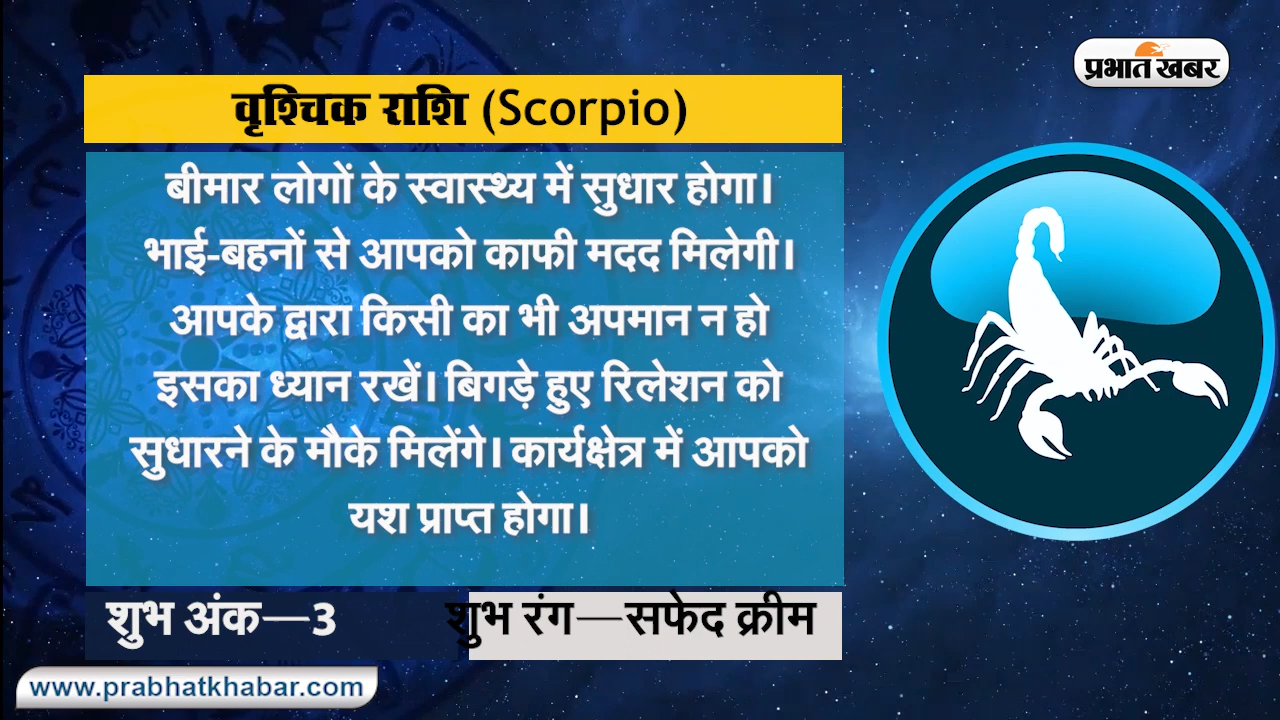 प्रभात खबर
वृश्चिक राशि (Scorpio)
बीमार लोगों के स्वास्थ्य में सुधार होगा।
भाई-बहनों से आपको काफी मदद मिलेगी।
आपके द्वारा किसी का भी अपमान न हो
इसका ध्यान रखें। बिगड़े हुए रिलेशन को
सुधारने के मौके मिलेंगे। कार्यक्षेत्र में आपको
यश प्राप्त होगा।
शुभ अंक—3
शुभ रंग—सफेद क्रीम
www.prabhatkhabar.com